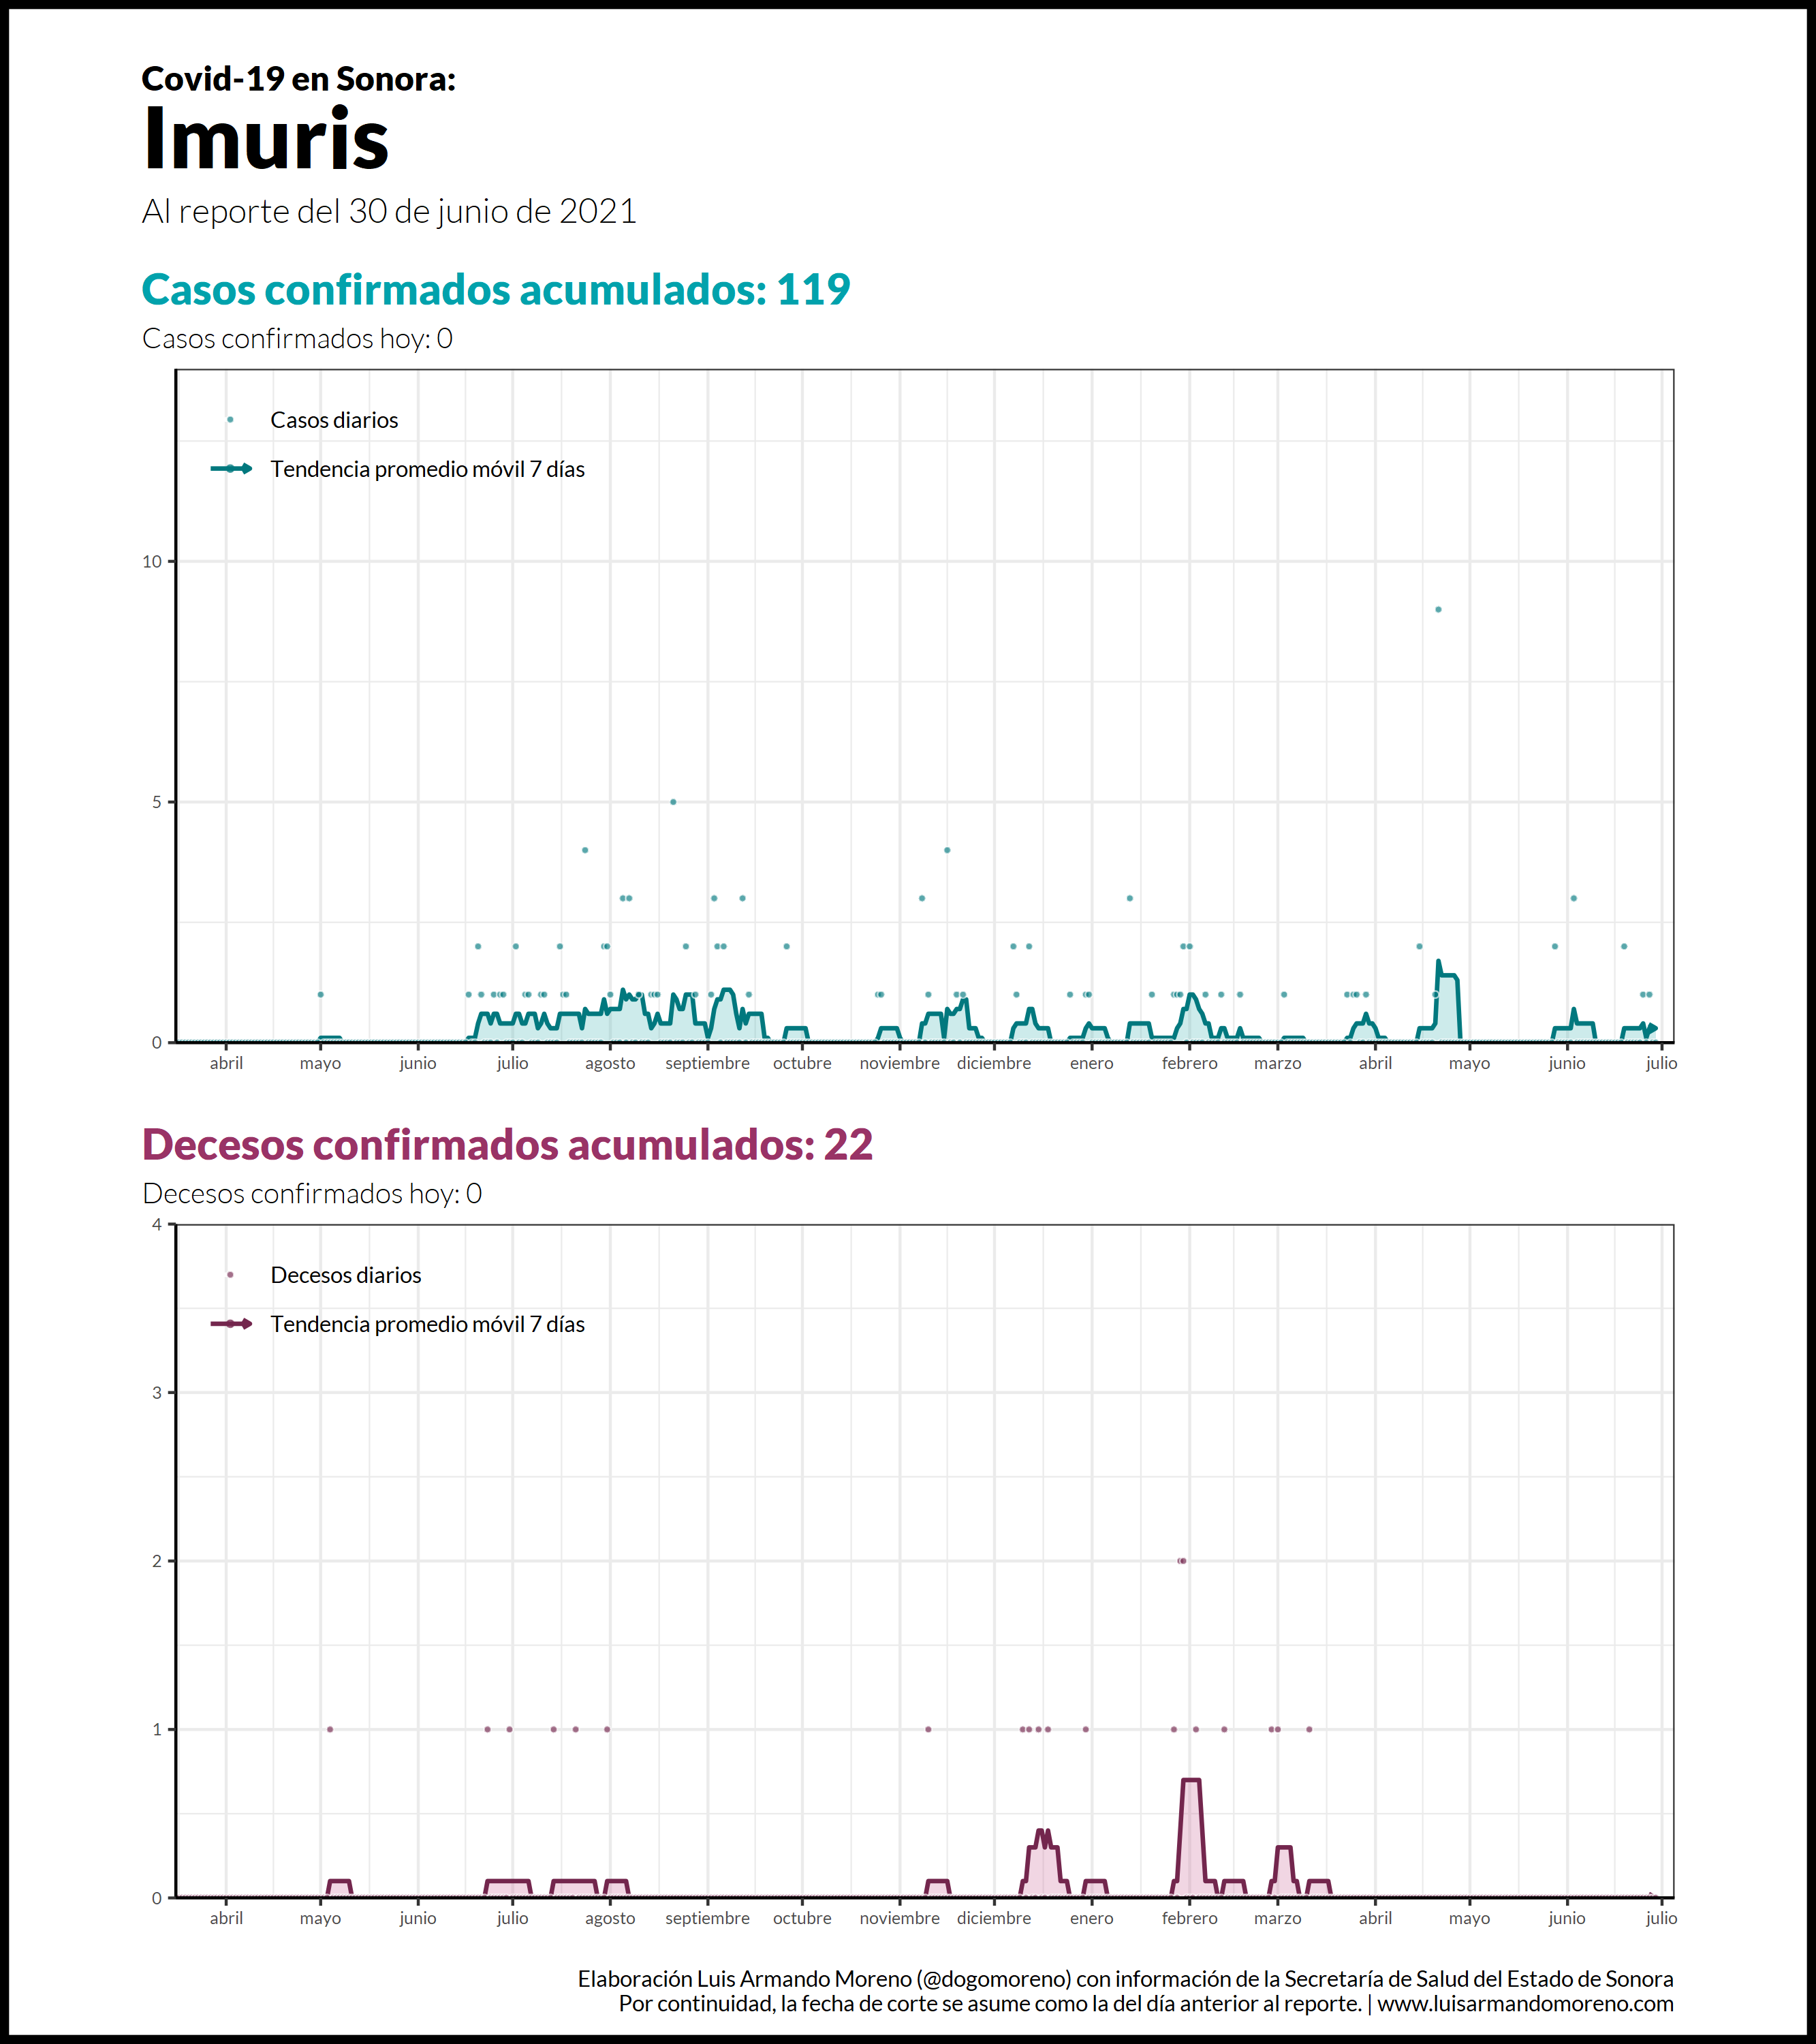 Covid-19 en Sonora:
Imuris
Al reporte del 30 de junio de 2021
Casos confirmados acumulados: 119
Casos confirmados hoy: 0
Casos diarios
Tendencia promedio móvil 7 días
10
5
0
abril mayo junio julio agosto septiembre octubre noviembre diciembre enero febrero marzo abril mayo junio julio
Decesos confirmados acumulados: 22
Decesos confirmados hoy: 0
4
Decesos diarios
Tendencia promedio móvil 7 días
3
2
1
0
abril mayo junio julio agosto septiembre octubre noviembre diciembre enero febrero marzo abril mayo junio julio
Elaboración Luis Armando Moreno (@dogomoreno) con información de la Secretaría de Salud del Estado de Sonora
Por continuidad, la fecha de corte se asume como la del día anterior al reporte. | www.luisarmandomoreno.com